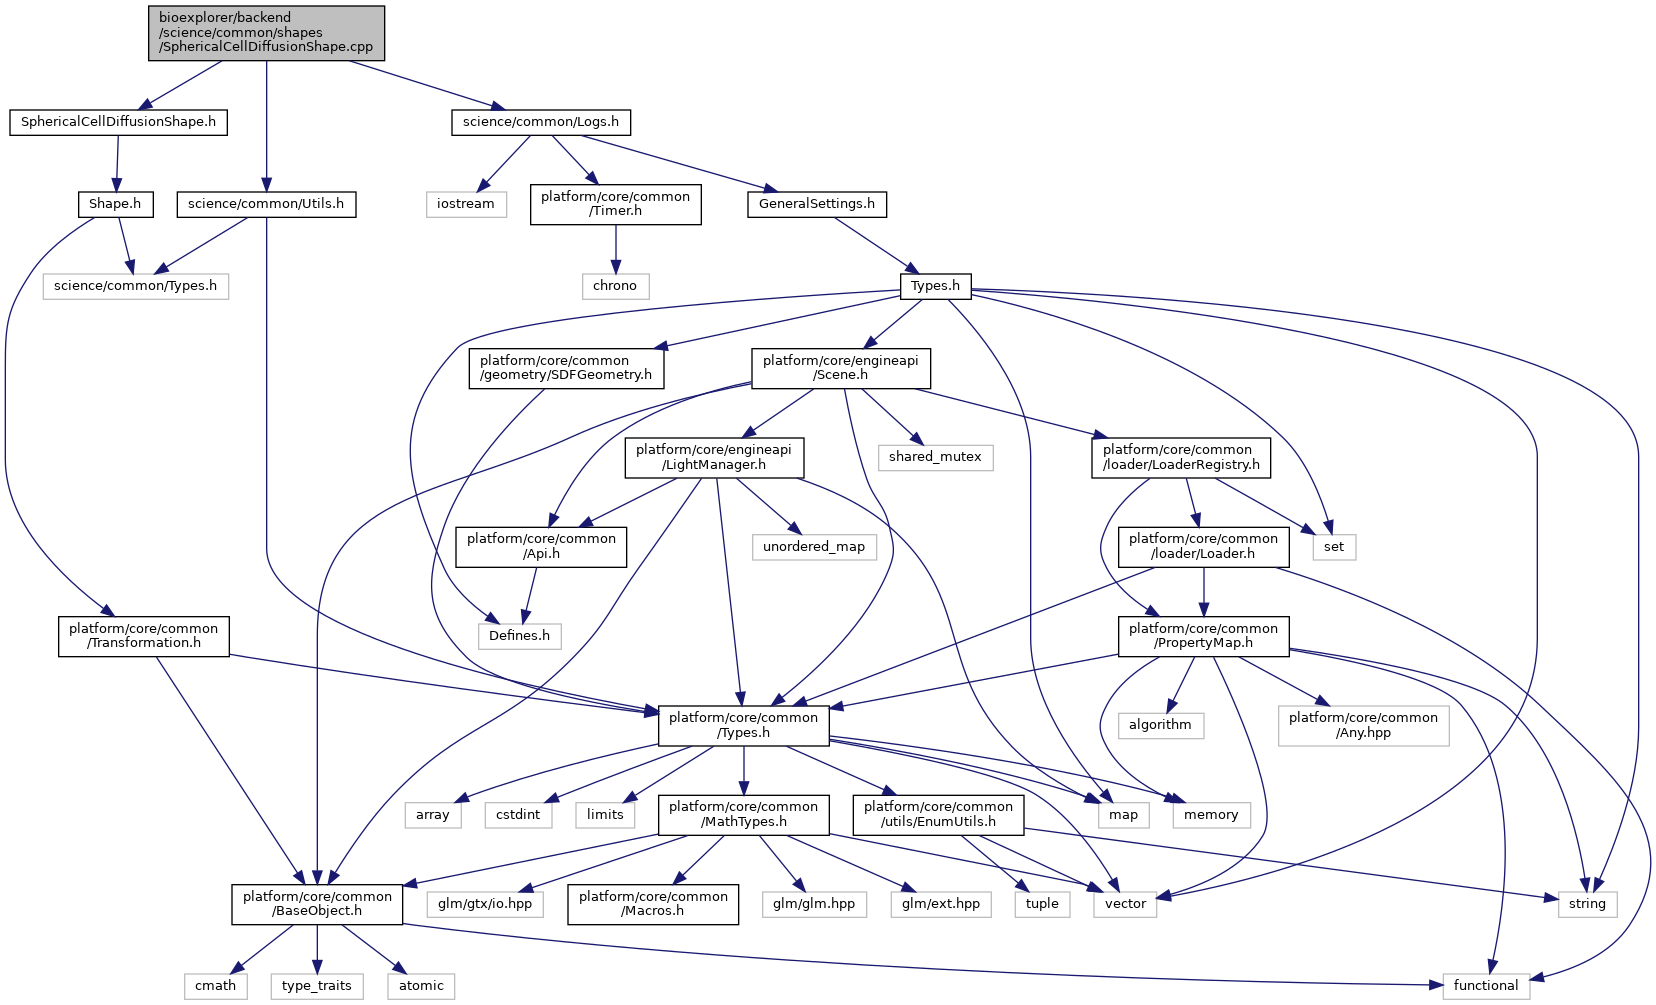 bioexplorer/backend
/science/common/shapes
/SphericalCellDiffusionShape.cpp
SphericalCellDiffusionShape.h
science/common/Logs.h
Shape.h
science/common/Utils.h
iostream
platform/core/common
/Timer.h
GeneralSettings.h
science/common/Types.h
chrono
Types.h
platform/core/common
/geometry/SDFGeometry.h
platform/core/engineapi
/Scene.h
platform/core/engineapi
/LightManager.h
shared_mutex
platform/core/common
/loader/LoaderRegistry.h
platform/core/common
/Api.h
unordered_map
platform/core/common
/loader/Loader.h
set
platform/core/common
/Transformation.h
Defines.h
platform/core/common
/PropertyMap.h
platform/core/common
/Types.h
algorithm
platform/core/common
/Any.hpp
array
cstdint
limits
platform/core/common
/MathTypes.h
platform/core/common
/utils/EnumUtils.h
map
memory
platform/core/common
/BaseObject.h
glm/gtx/io.hpp
platform/core/common
/Macros.h
glm/glm.hpp
glm/ext.hpp
tuple
vector
string
cmath
type_traits
atomic
functional